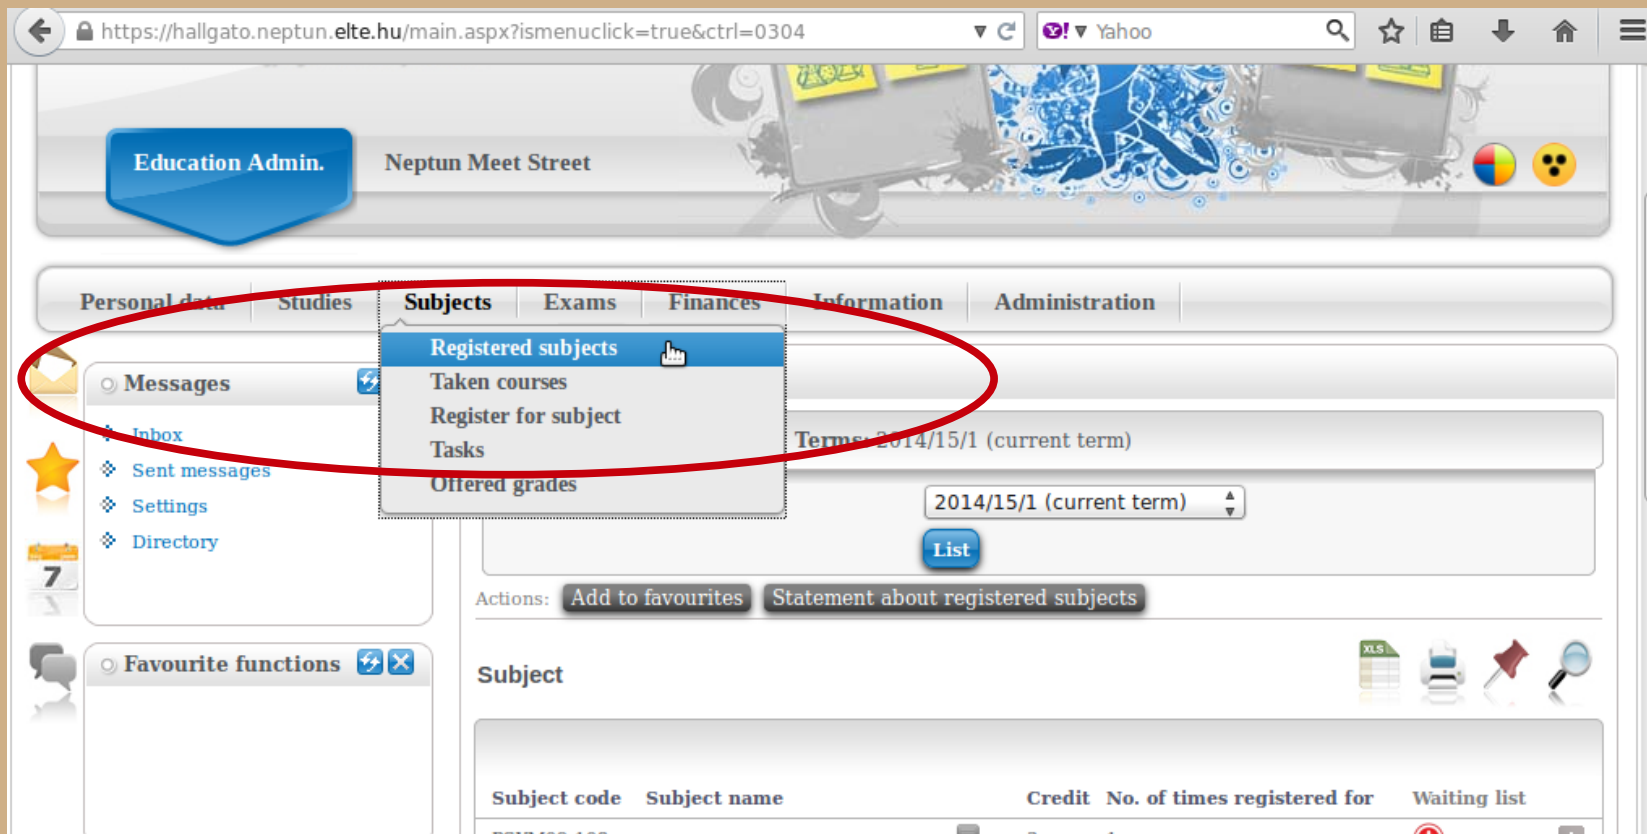 https://hallgato.neptun.elte.hu/main.aspx?ismenuclick=true&ctrl=0304
Yahoo
Education Admin.
Neptun Meet Street
Personal data Studies Subjects Exams Finances Information Administration
Registered subjects
Taken courses
Register for subject
Tasks
Offered grades
Messages
Inbox
Sent messages
Settings
Directory
7
Favourite functions
Terms: 2014/15/1 (current term)
2014/15/1 (current term)
List
Actions: Add to favourites Statement about registered subjects
XLS
Subject
Subject code Subject name Credit No. of times registered for Waiting list